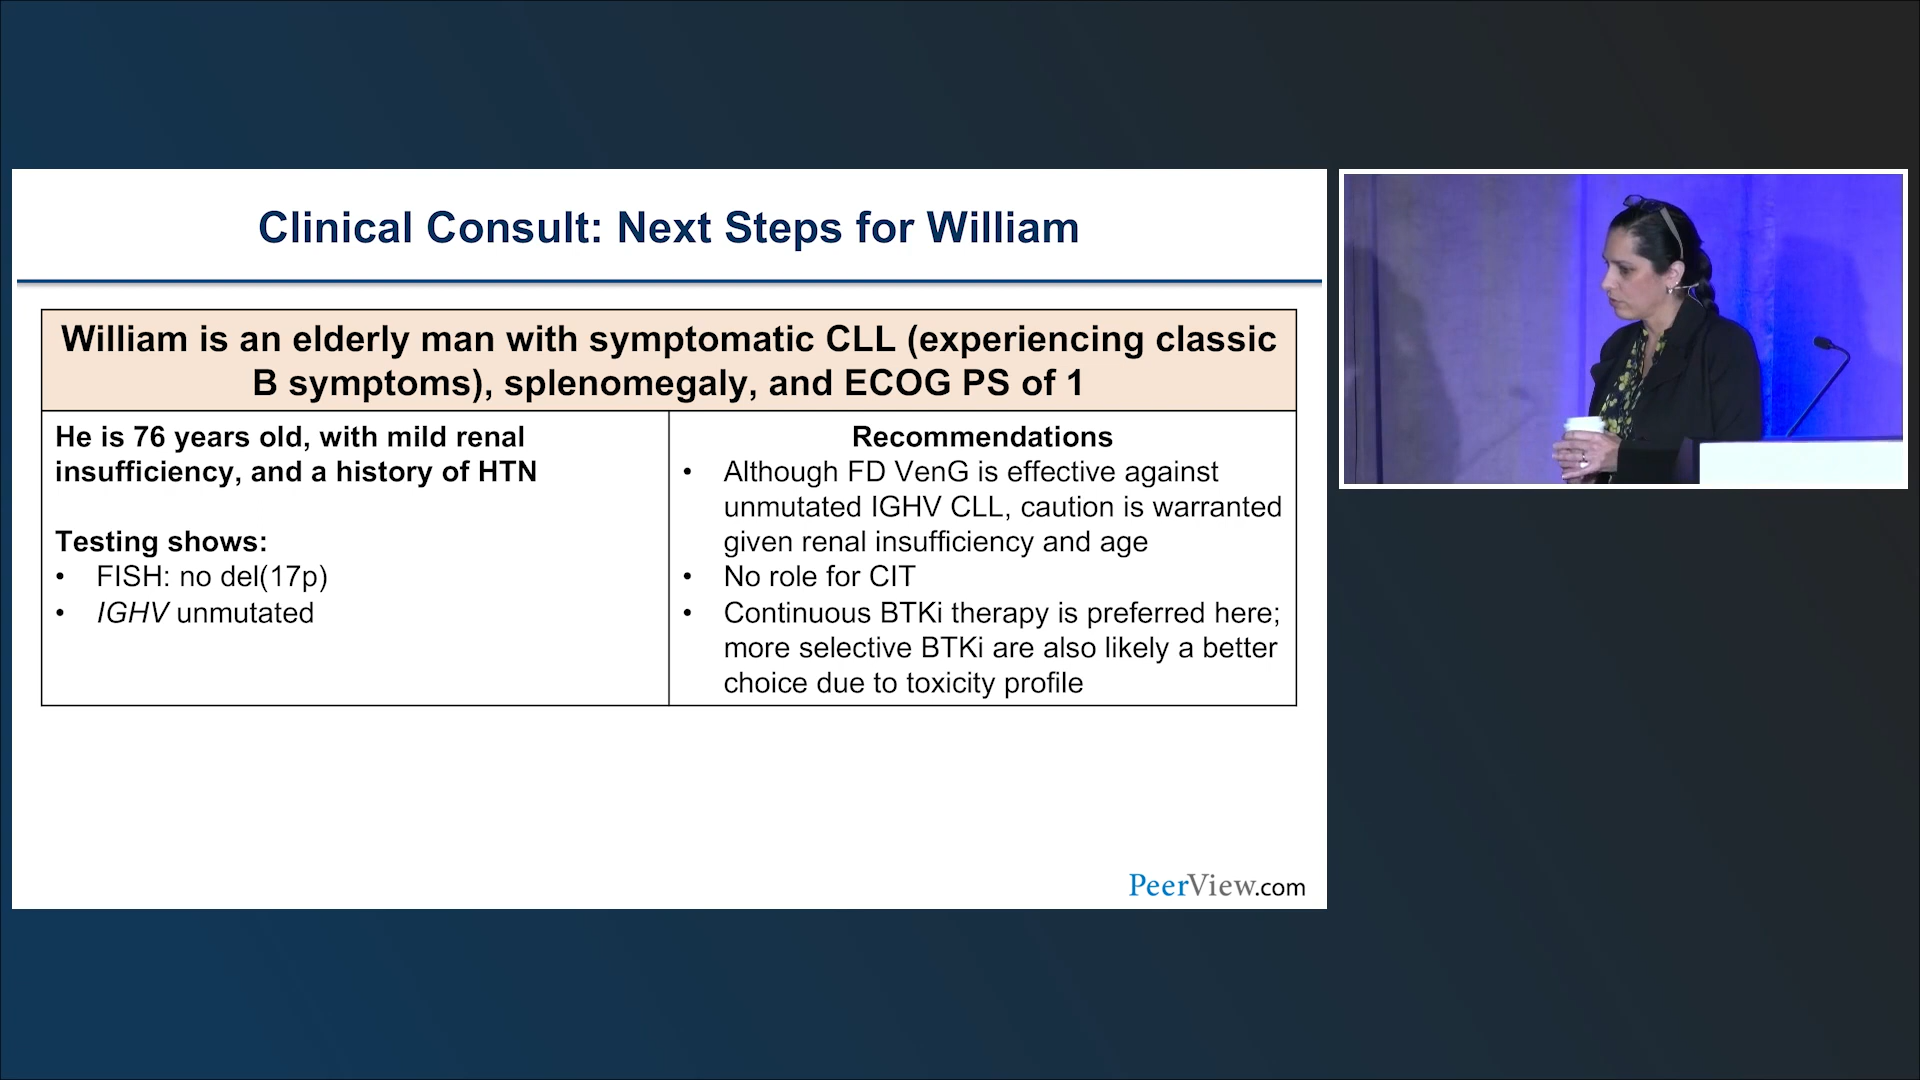 Clinical Consult: Next Steps for William
William is an elderly man with symptomatic CLL (experiencing classic
B symptoms), splenomegaly, and ECOG PS of 1
He is 76 years old, with mild renal
insufficiency, and a history of HTN
Testing shows:
• FISH: no del(17p)
• IGHV unmutated
Recommendations
• Although FD VenG is effective against
unmutated IGHV CLL, caution is warranted
given renal insufficiency and age
• No role for CIT
• Continuous BTKi therapy is preferred here;
more selective BTKi are also likely a better
choice due to toxicity profile
PeerView.com